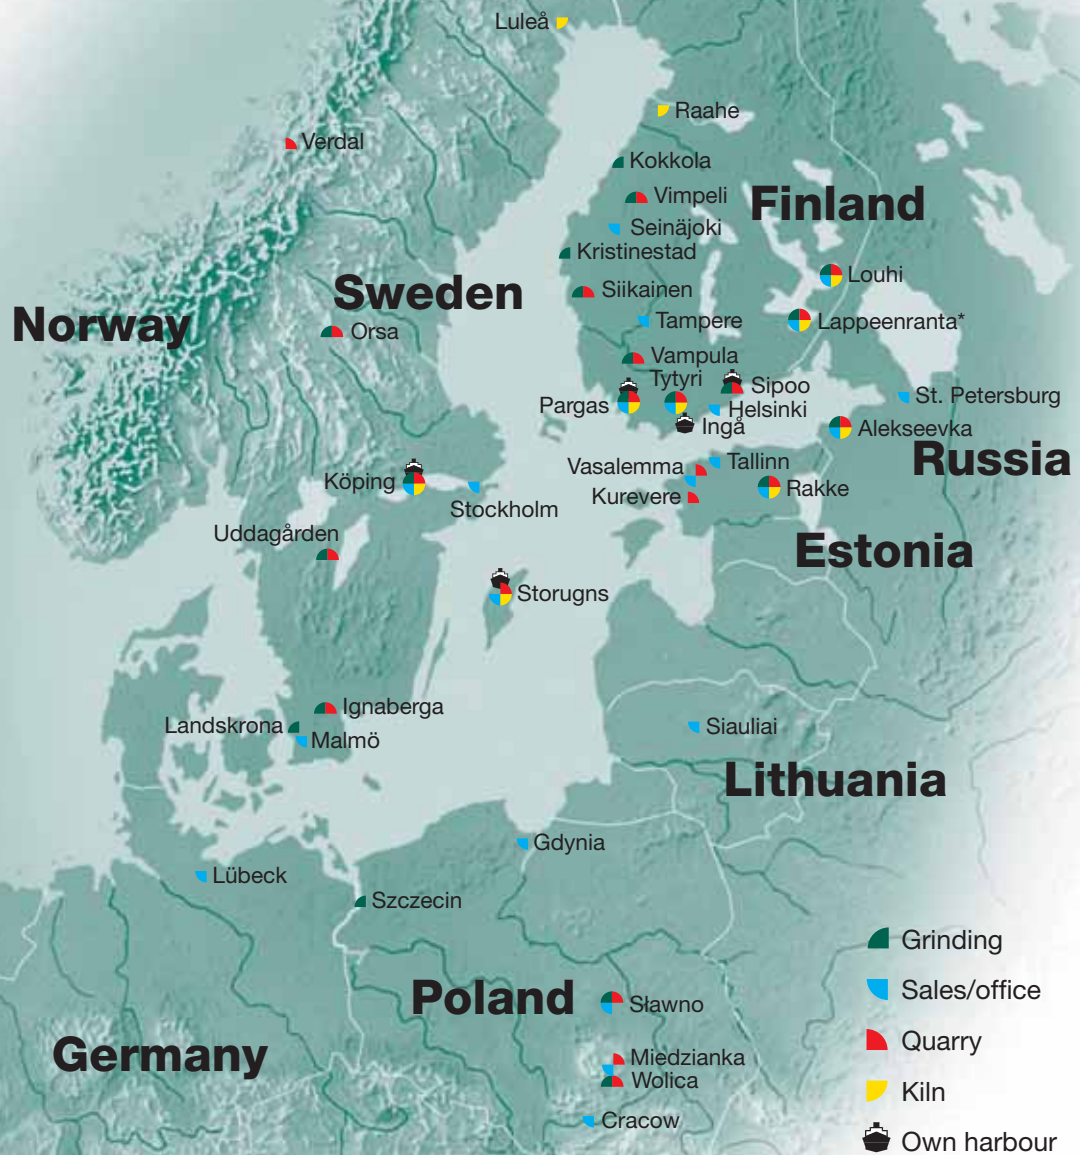 Luleå
Raahe
Verdal
Kokkola
Vimpeli
Finland
Seinäjoki
Kristinestad
Louhi
Sweden
Siikainen
Norway
Orsa
Tampere
Lappeenranta*
Vampula
Tytyri
Sipoo
St. Petersburg
Pargas
Helsinki
Ingå
Alekseevka
Russia
Vasalemma
Tallinn
Köping
Rakke
Kurevere
Stockholm
Uddagården
Estonia
Storugns
Ignaberga
Landskrona
Siauliai
Malmö
Lithuania
Gdynia
Lübeck
Szczecin
Grinding
Sales/office
Poland
Sławno
Quarry
Germany
Miedzianka
Wolica
Kiln
Cracow
Own harbour